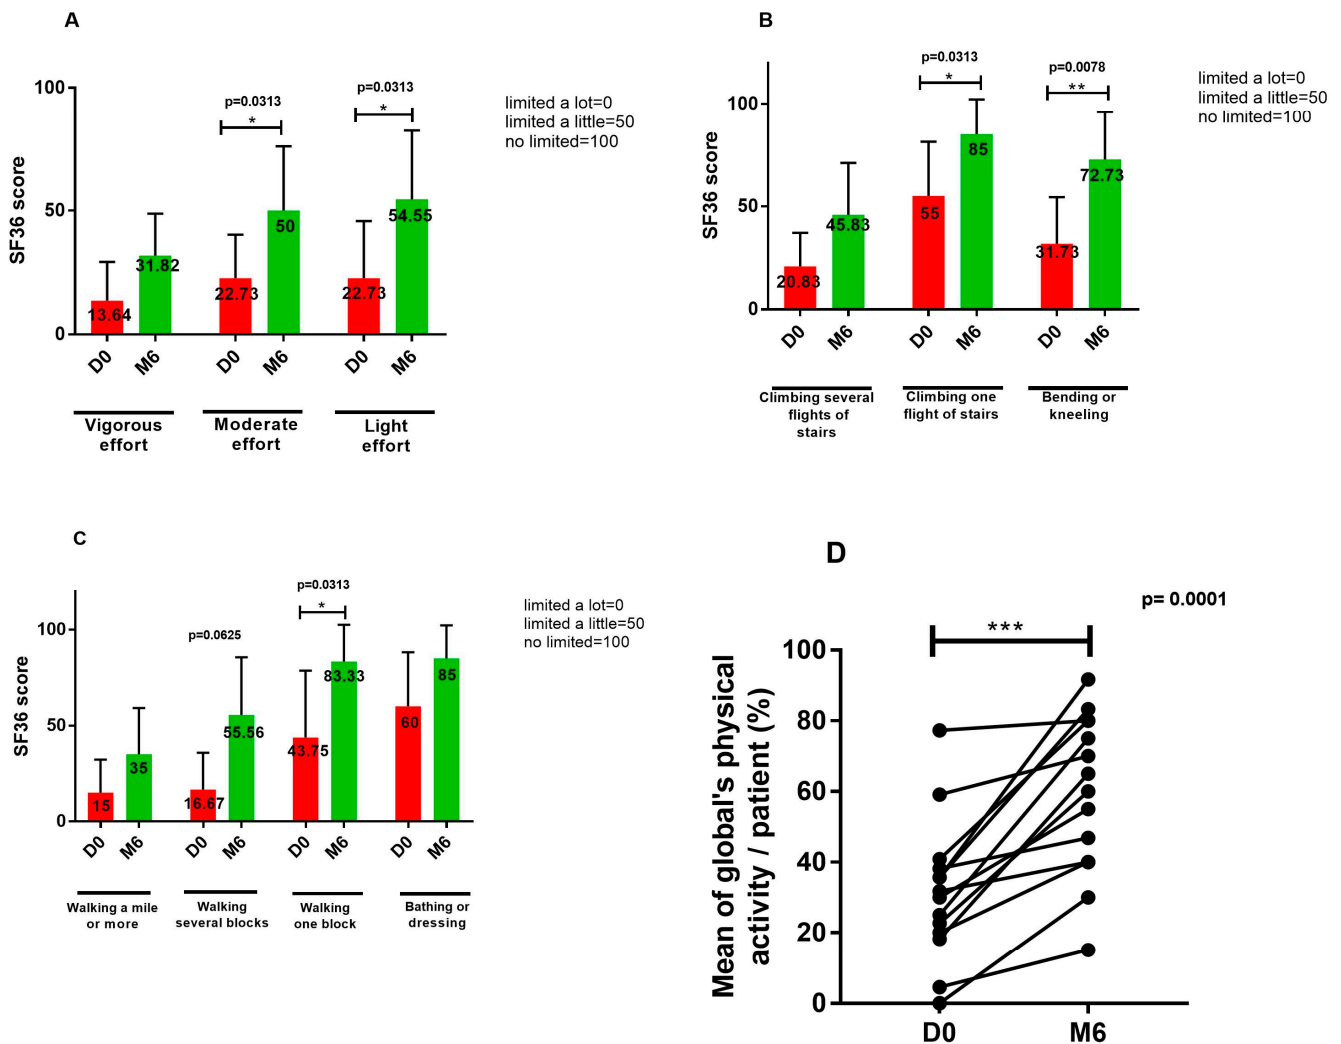 A
p=0.0313
p=0.0313
*
*
limited a lot=0
limited a little=50
no limited=100
SF36 score
100
50
0
13.64
31.82
22.73
50
22.73
54.55
D0
M6
D0
M6
D0
M6
Vigorous
effort
Moderate
effort
Light
effort
B
p=0.0313
*
p=0.0078
**
limited a lot=0
limited a little=50
no limited=100
SF36 score
100
50
0
20.83
45.83
55
85
31.73
72.73
D0
M6
D0
M6
D0
M6
Climbing several
flights of
stairs
Climbing one
flight of stairs
Bending or
kneeling
C
p=0.0625
p=0.0313
*
limited a lot=0
limited a little=50
no limited=100
SF36 score
100
50
0
15
35
16.67
55.56
43.75
83.33
60
85
D0
M6
D0
M6
D0
M6
D0
M6
Walking a mile
or more
Walking
several blocks
Walking
one block
Bathing or
dressing
D
p= 0.0001
***
Mean of global's physical
activity / patient (%)
100
80
60
40
20
0
D0
M6